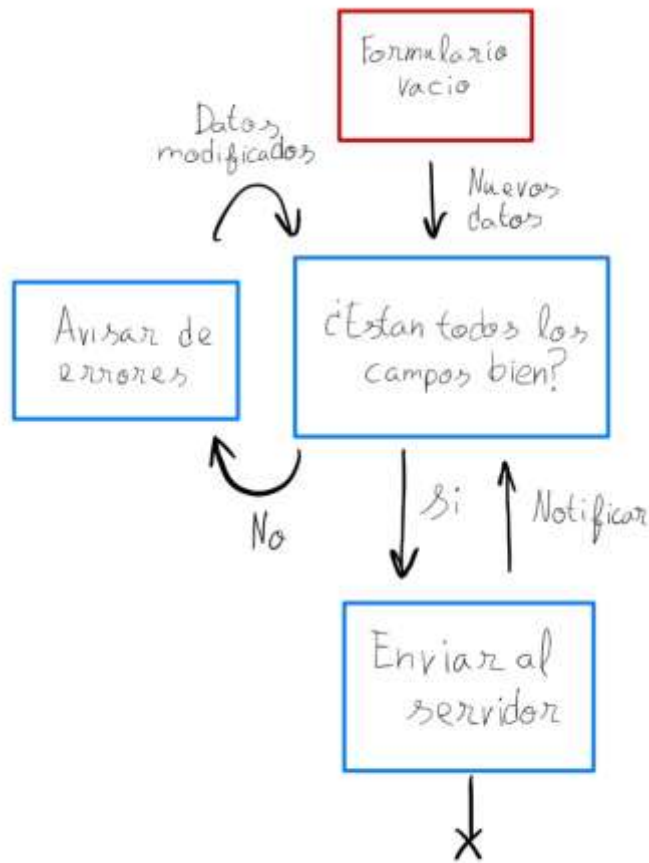 Formulario
vacio
Datos
modificados
Nuevos
datos
Avisar de
errores
¿Estan todos los
campos bien?
No
Si
Notificar
Enviar al
servidor